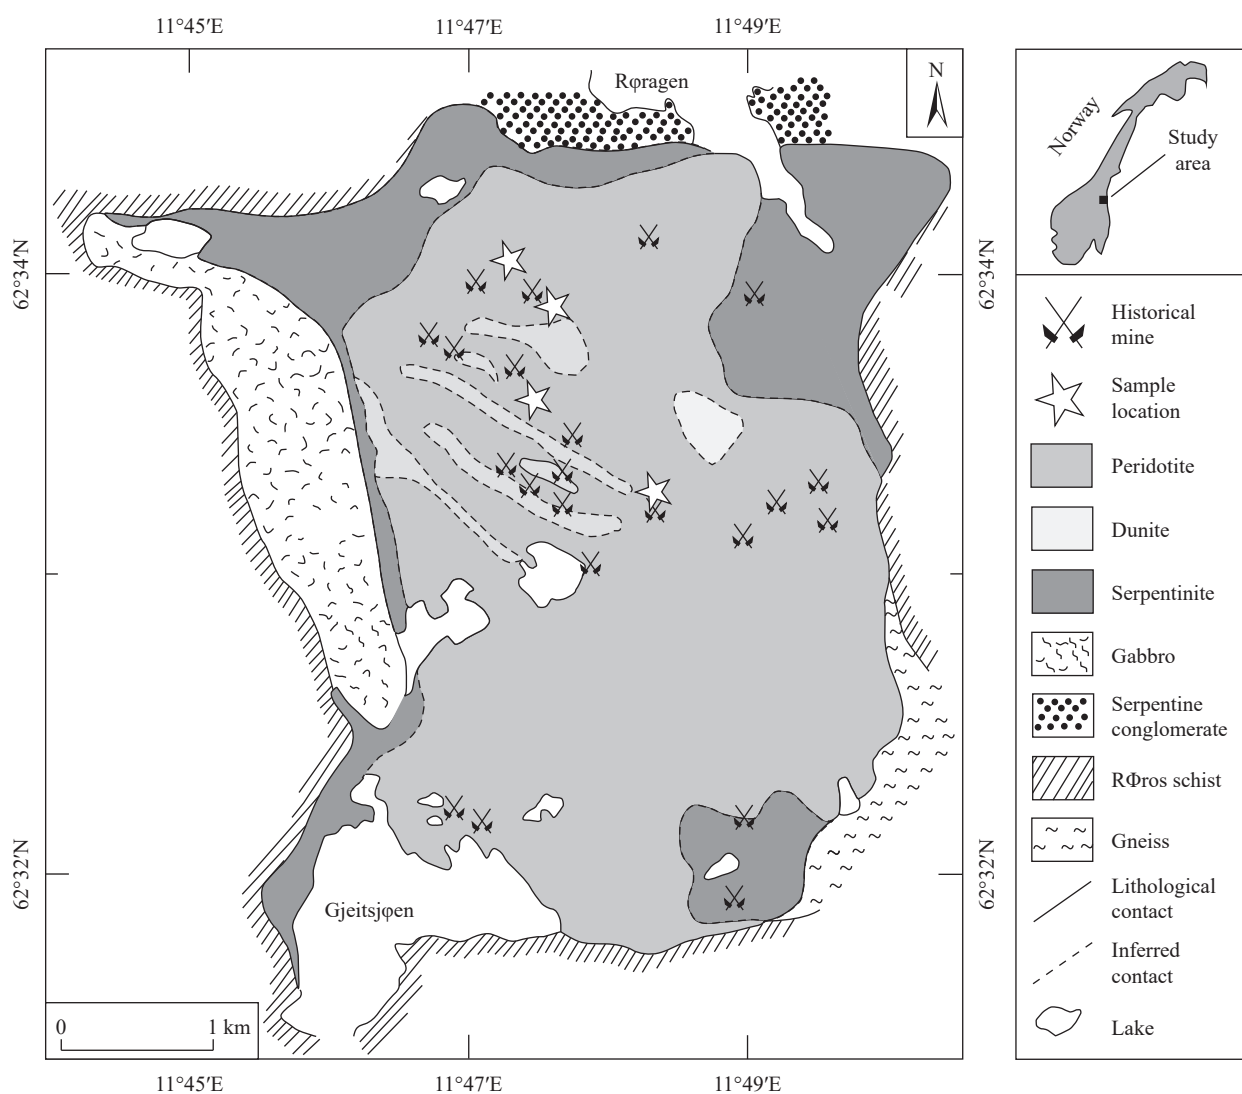 11°45′E
11°47′E
11°49′E
Rφragen
N
Norway
Study
area
62°34′N
62°34′N
Historical
mine
Sample
location
Peridotite
Dunite
Serpentinite
Gabbro
Serpentine
conglomerate
RΦros schist
Gneiss
Lithological
contact
Inferred
contact
Lake
62°32′N
62°32′N
Gjeitsjφen
0
1 km
11°45′E
11°47′E
11°49′E